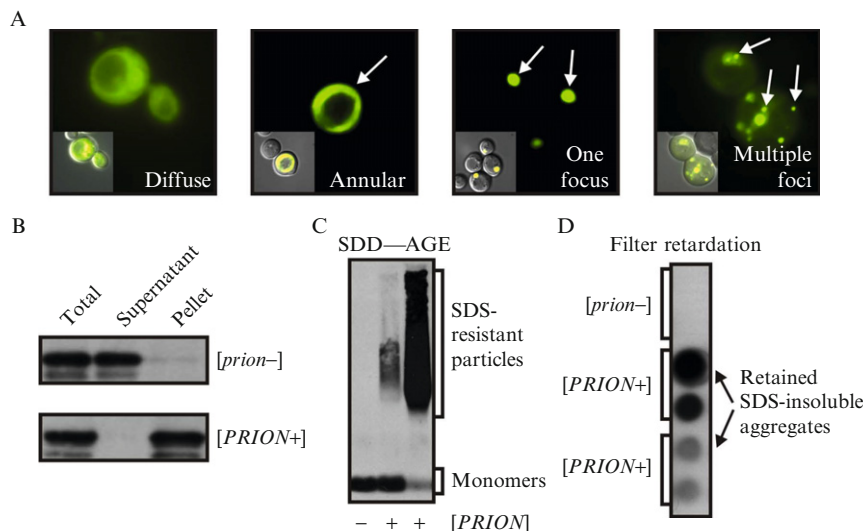 A
Diffuse
Annular
One
focus
Multiple
foci
B
Total
Supernatant
Pellet
[prion−]
[PRION+]
C
SDD—AGE
SDS-
resistant
particles
Monomers
− + + [PRION]
D
Filter retardation
[prion−]
[PRION+]
[PRION+]
Retained
SDS-insoluble
aggregates